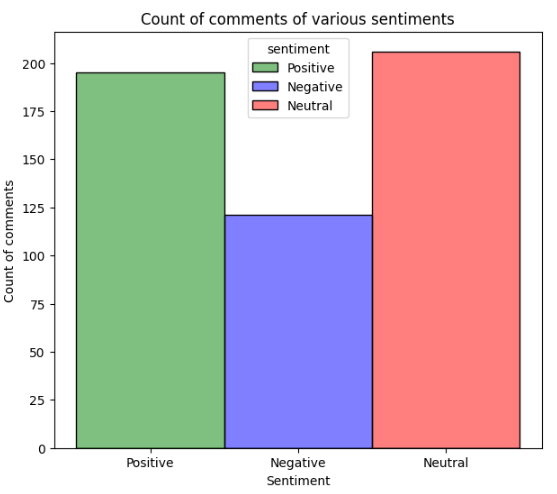 Count of comments of various sentiments
sentiment
Positive
Negative
Neutral
Count of comments
200
175
150
125
100
75
50
25
0
Positive Negative Neutral
Sentiment